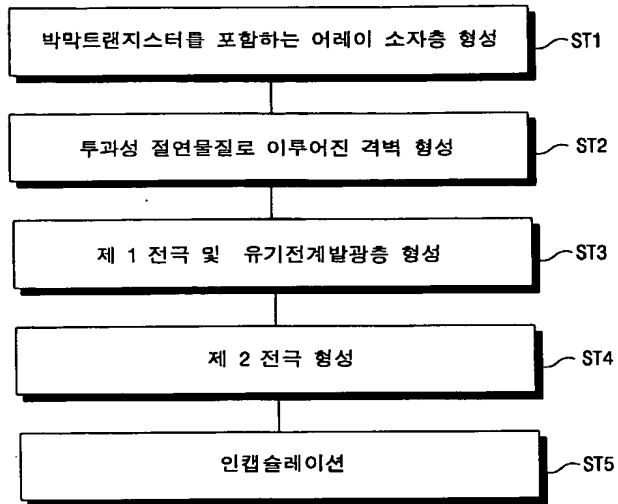 박막트랜지스터를 포함하는 어레이 소자층 형성
ST1
투과성 절연물질로 이루어진 격벽 형성
ST2
제 1 전극 및 유기전계발광층 형성
ST3
제 2 전극 형성
ST4
인캡슐레이션
ST5